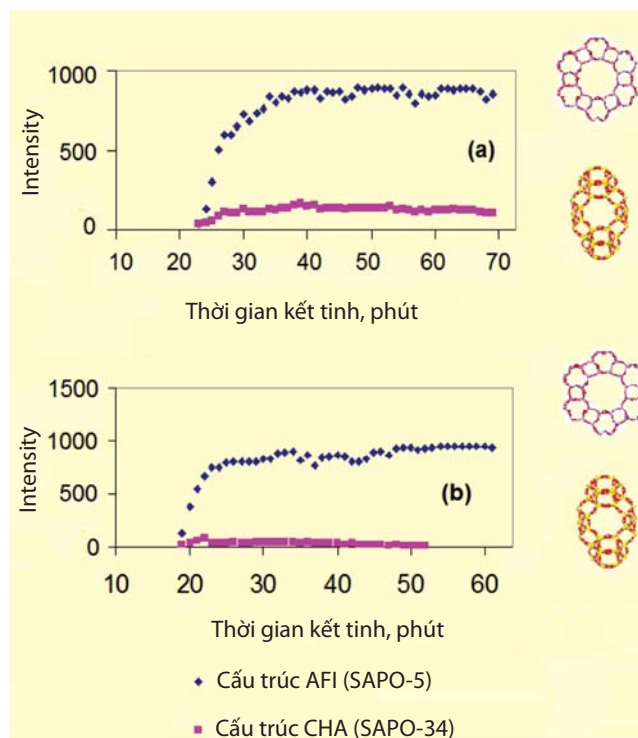 1000
500
0
Intensity
(a)
10 20 30 40 50 60 70
Thời gian kết tinh, phút
1500
1000
500
0
Intensity
(b)
10 20 30 40 50 60
Thời gian kết tinh, phút
Cấu trúc AFI (SAPO-5)
Cấu trúc CHA (SAPO-34)